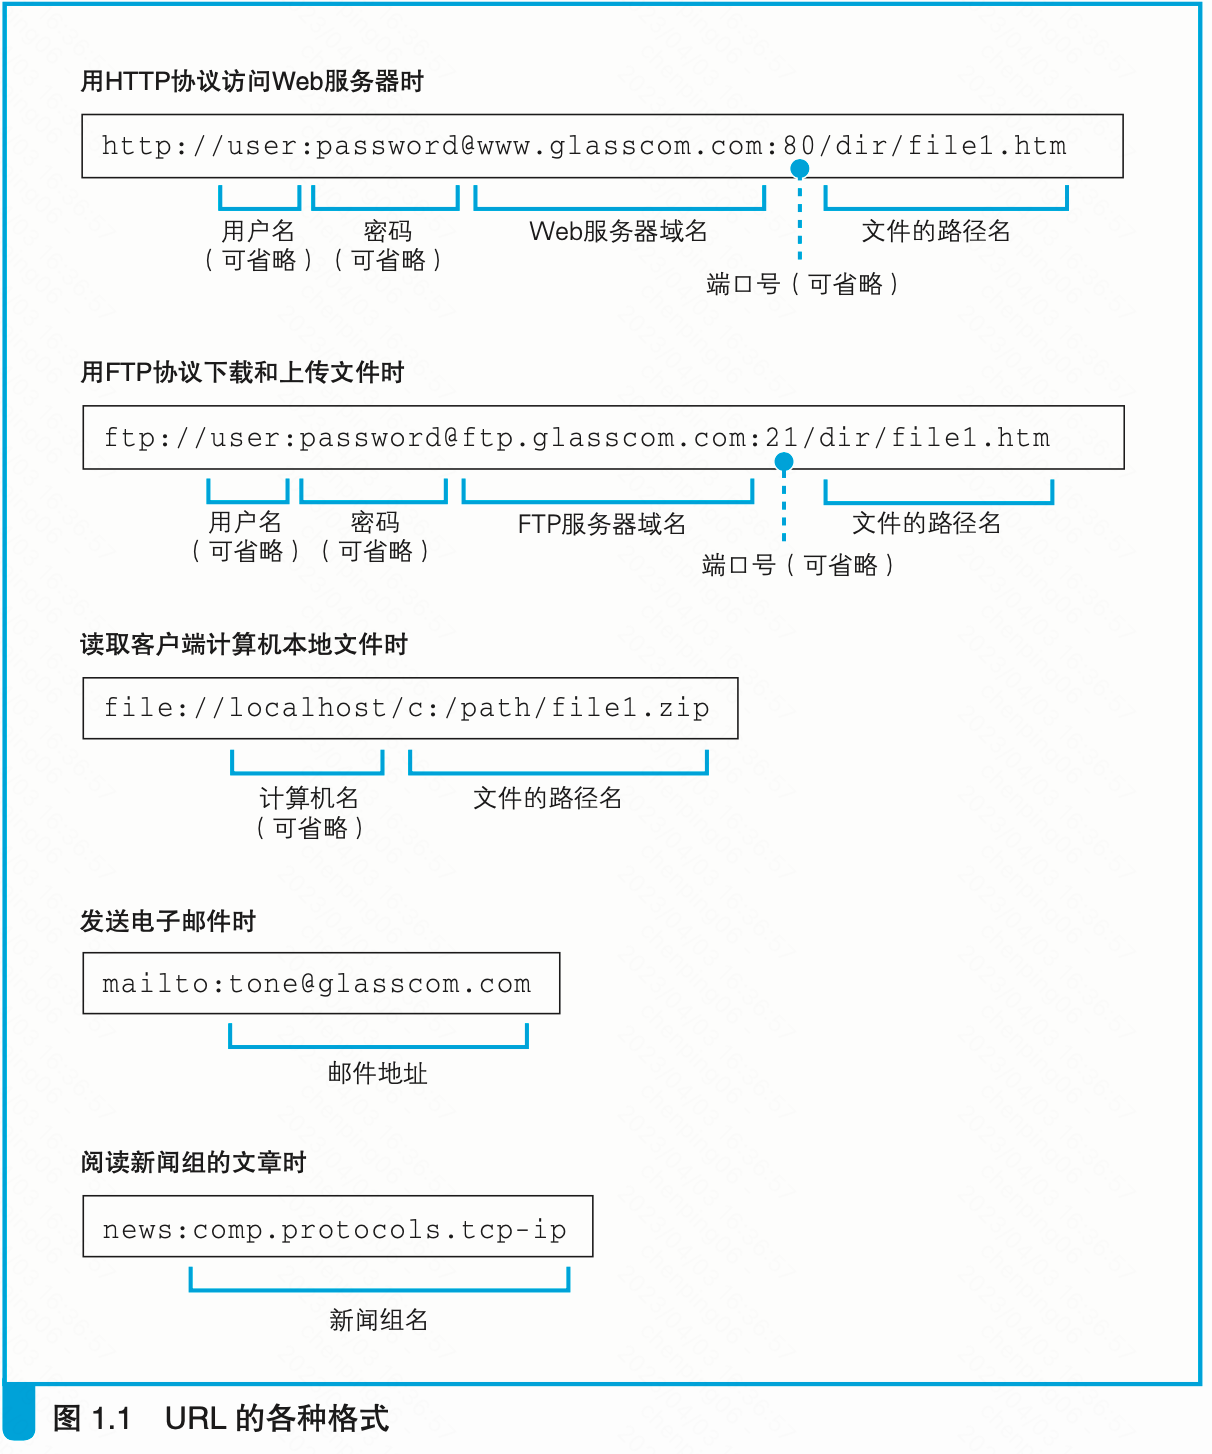 用HTTP协议访问Web服务器时
http://user:password@www.glasscom.com:80/dir/file1.htm
用户名 密码 Web服务器域名 文件的路径名
（可省略）（可省略）
端口号（可省略）
用FTP协议下载和上传文件时
ftp://user:password@ftp.glasscom.com:21/dir/file1.htm
用户名 密码 FTP服务器域名 文件的路径名
（可省略）（可省略）
端口号（可省略）
读取客户端计算机本地文件时
file://localhost/c:/path/file1.zip
计算机名 文件的路径名
（可省略）
发送电子邮件时
mailto:tone@glasscom.com
邮件地址
阅读新闻组的文章时
news:comp.protocols.tcp-ip
新闻组名
图 1.1 URL 的各种格式